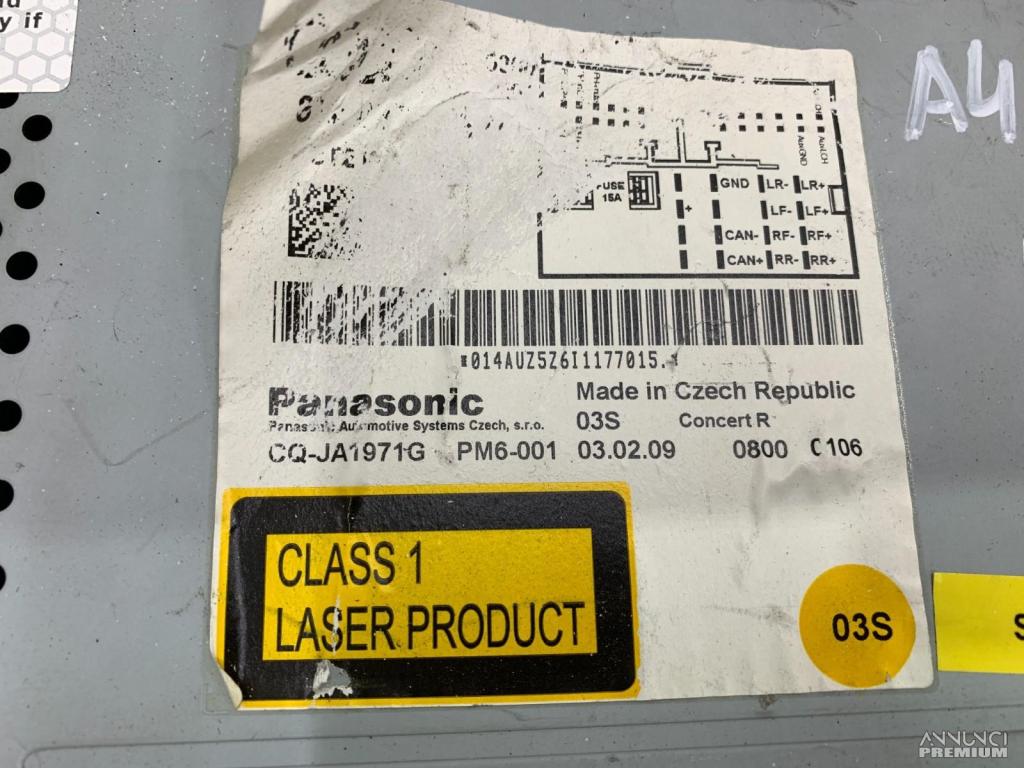 y if
A4
FUSE
15A
GND LR- LR+
+ LF- LF+
CAN- RF- RF+
CAN+ RR- RR+
AuxGND
AuxLCH
*014AUZ5Z6I1177015.*
Panasonic
Made in Czech Republic
Panasonic Automotive Systems Czech, s.r.o.
03S Concert R
CQ-JA1971G PM6-001 03.02.09 0800 C106
CLASS 1
LASER PRODUCT
03S
S
ANNUNCI
PREMIUM